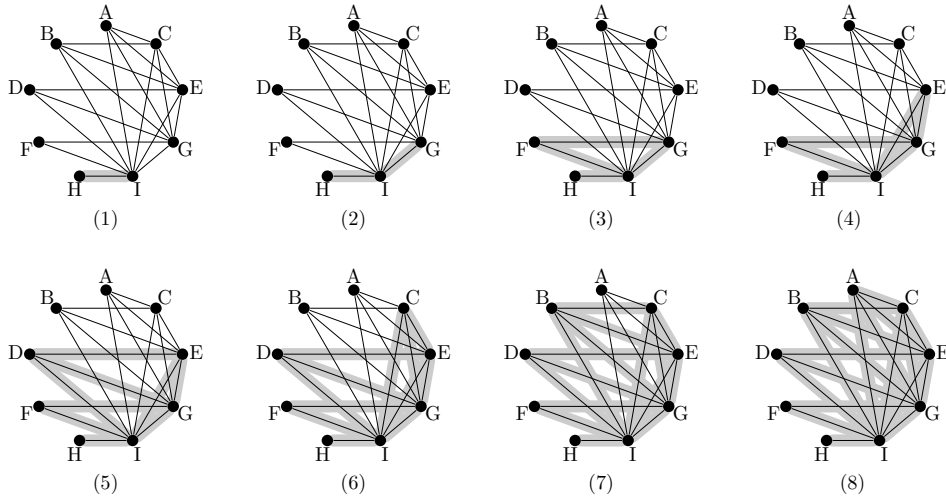 A A A A
B C B C B C B C
D E D E D E D E
F G F G F G F G
H I H I H I H I
(1) (2) (3) (4)
A A A A
B C B C B C B C
D E D E D E D E
F G F G F G F G
H I H I H I H I
(5) (6) (7) (8)